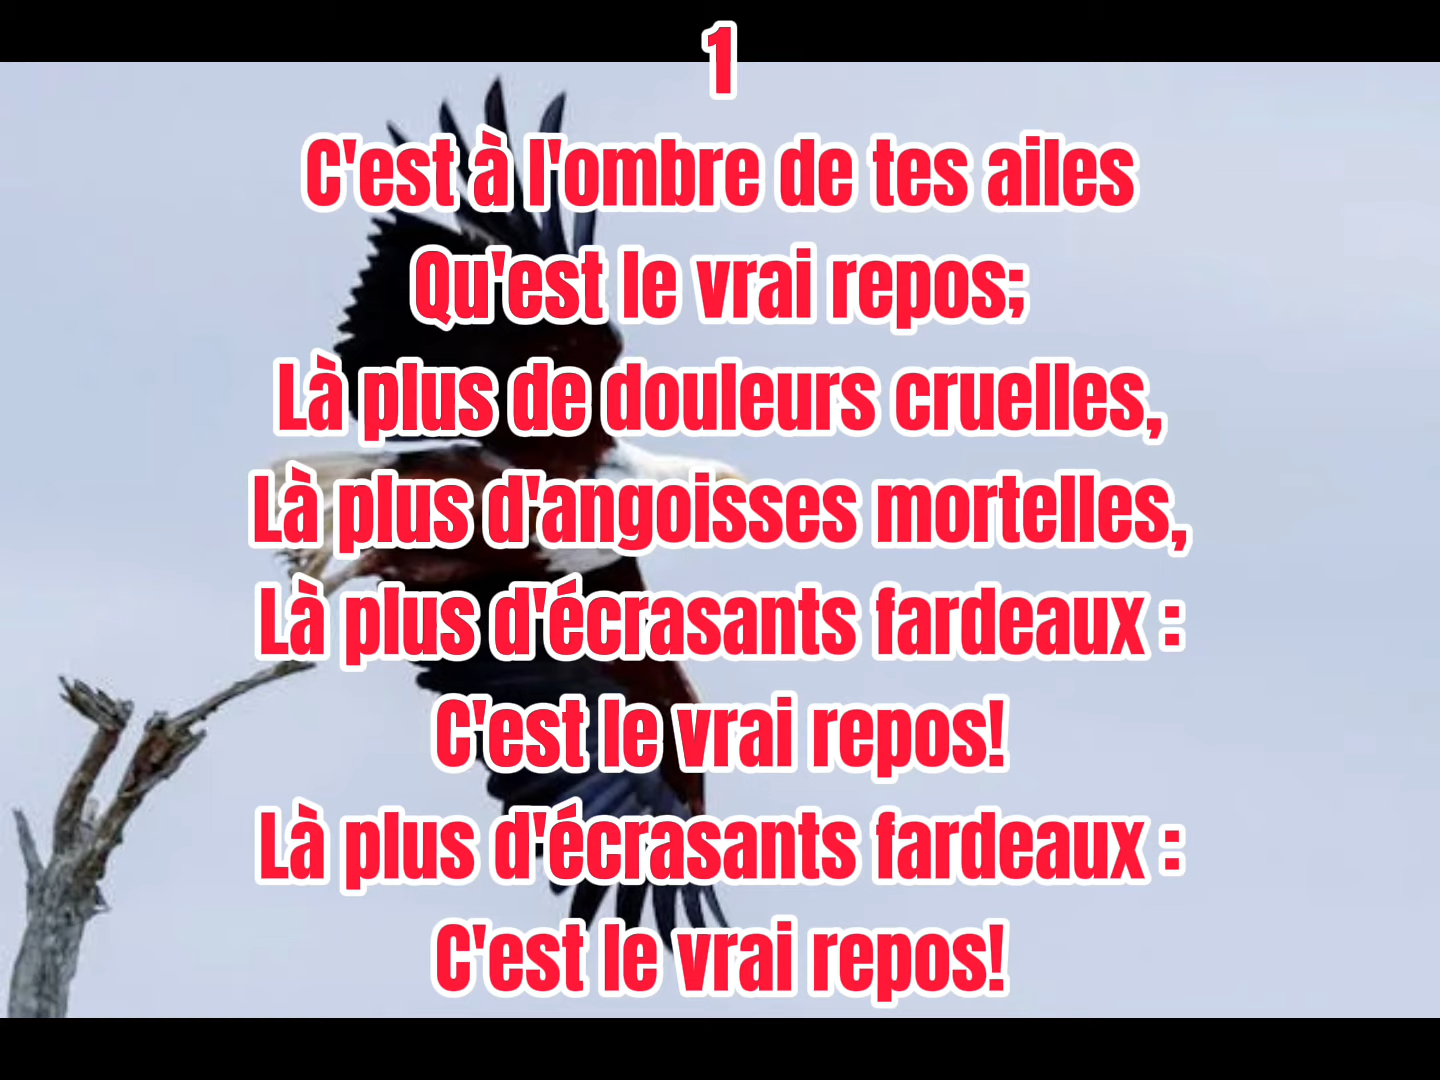 1
C'est à l'ombre de tes ailes
Qu'est le vrai repos;
Là plus de douleurs cruelles,
Là plus d'angoisses mortelles,
Là plus d'écrasants fardeaux :
C'est le vrai repos!
Là plus d'écrasants fardeaux :
C'est le vrai repos!